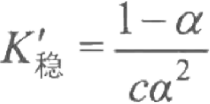 K′稳 = (1−α)/(cα²)